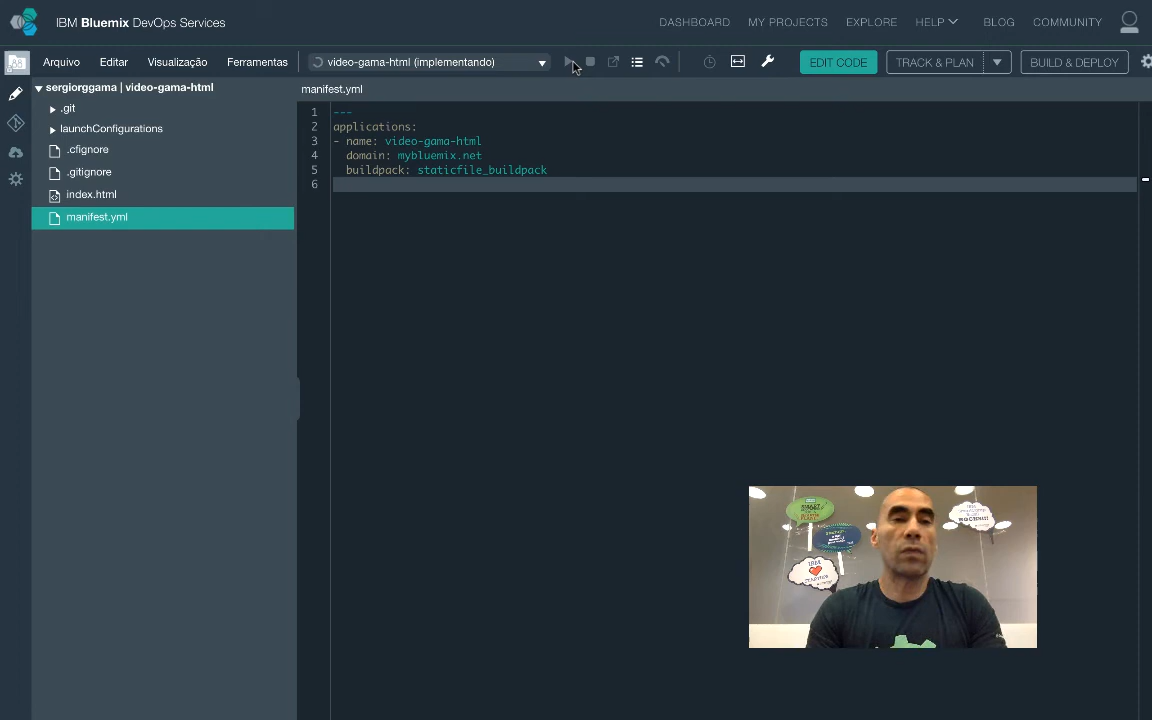 IBM Bluemix DevOps Services
DASHBOARD MY PROJECTS EXPLORE HELP BLOG COMMUNITY
Arquivo Editar Visualização Ferramentas video-gama-html (implementando) EDIT CODE TRACK & PLAN BUILD & DEPLOY
sergiorggama | video-gama-html
.git
launchConfigurations
.cfignore
.gitignore
index.html
manifest.yml
manifest.yml
1 ---
2 applications:
3 - name: video-gama-html
4 domain: mybluemix.net
5 buildpack: staticfile_buildpack
6
IBM